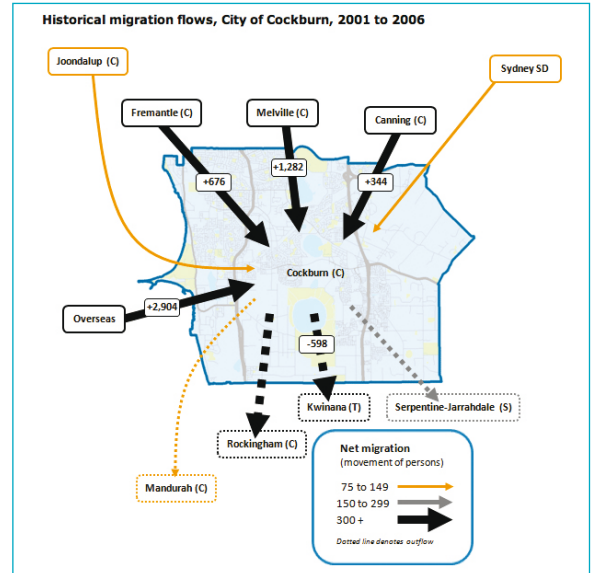 Historical migration flows, City of Cockburn, 2001 to 2006
Joondalup (C)
Sydney SD
Fremantle (C)
Melville (C)
Canning (C)
+1,282
+676
+344
Cockburn (C)
+2,904
Overseas
-598
Kwinana (T)
Serpentine-Jarrahdale (S)
Rockingham (C)
Mandurah (C)
Net migration
(movement of persons)
75 to 149
150 to 299
300 +
Dotted line denotes outflow